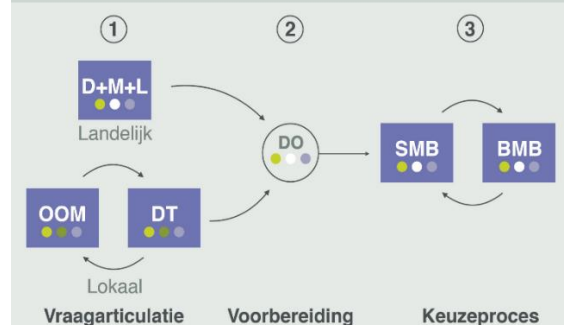 1 2 3
D+M+L
Landelijk
DO
SMB BMB
OOM DT
Lokaal
Vraagarticulatie Voorbereiding Keuzeproces